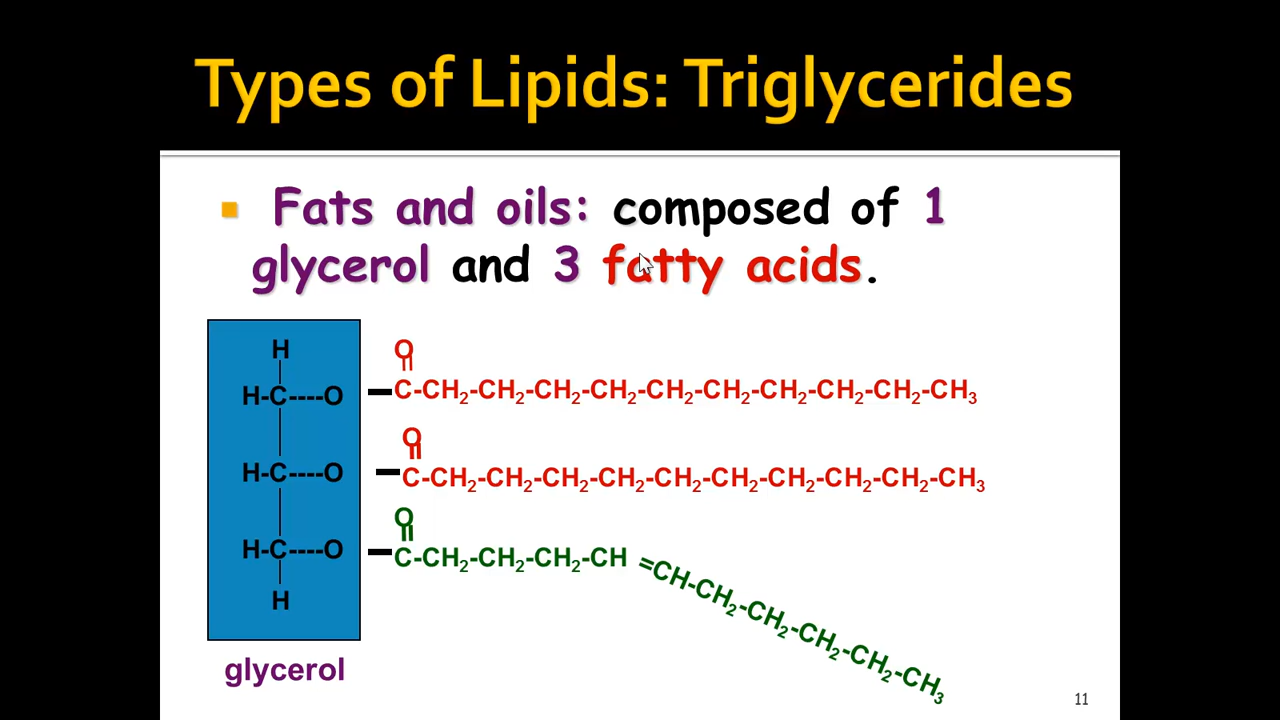 Types of Lipids: Triglycerides
Fats and oils: composed of 1
glycerol and 3 fatty acids.
H
O
H-C----O
C-CH₂-CH₂-CH₂-CH₂-CH₂-CH₂-CH₂-CH₂-CH₂-CH₃
O
H-C----O
C-CH₂-CH₂-CH₂-CH₂-CH₂-CH₂-CH₂-CH₂-CH₂-CH₃
O
H-C----O
C-CH₂-CH₂-CH₂-CH
=CH-CH₂-CH₂-CH₂-CH₂-CH₃
H
glycerol
11